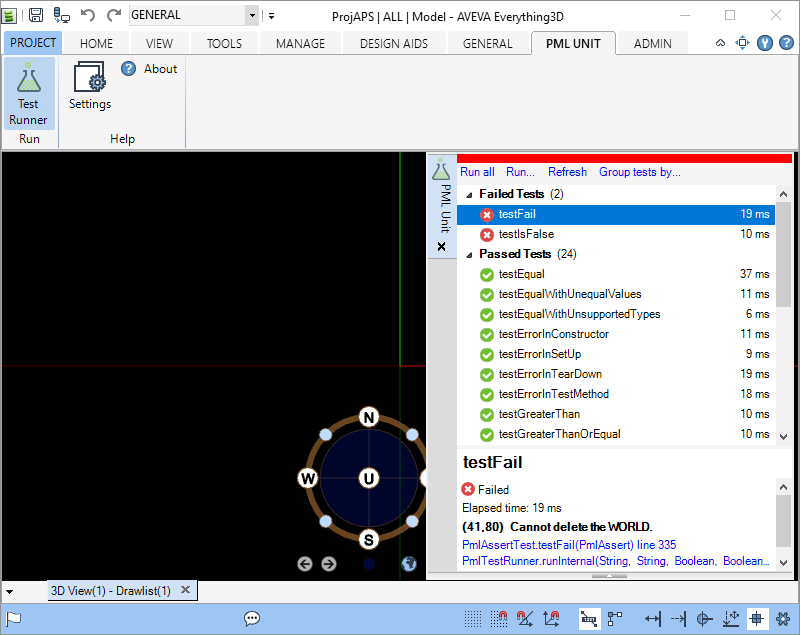 GENERAL
ProjAPS | ALL | Model - AVEVA Everything3D
PROJECT HOME VIEW TOOLS MANAGE DESIGN AIDS GENERAL PML UNIT ADMIN
Test Runner
Settings
About
Run
Help
PML Unit
Run all Run... Refresh Group tests by...
Failed Tests (2)
testFail 19 ms
testIsFalse 10 ms
Passed Tests (24)
testEqual 37 ms
testEqualWithUnequalValues 11 ms
testEqualWithUnsupportedTypes 6 ms
testErrorInConstructor 11 ms
testErrorInSetUp 9 ms
testErrorInTearDown 19 ms
testErrorInTestMethod 18 ms
testGreaterThan 10 ms
testGreaterThanOrEqual 10 ms
N
W U
S
testFail
Failed
Elapsed time: 19 ms
(41,80) Cannot delete the WORLD.
PmlAssertTest.testFail(PmlAssert) line 335
PmlTestRunner.runInternal(String, String, Boolean, Boolean...
3D View(1) - Drawlist(1)